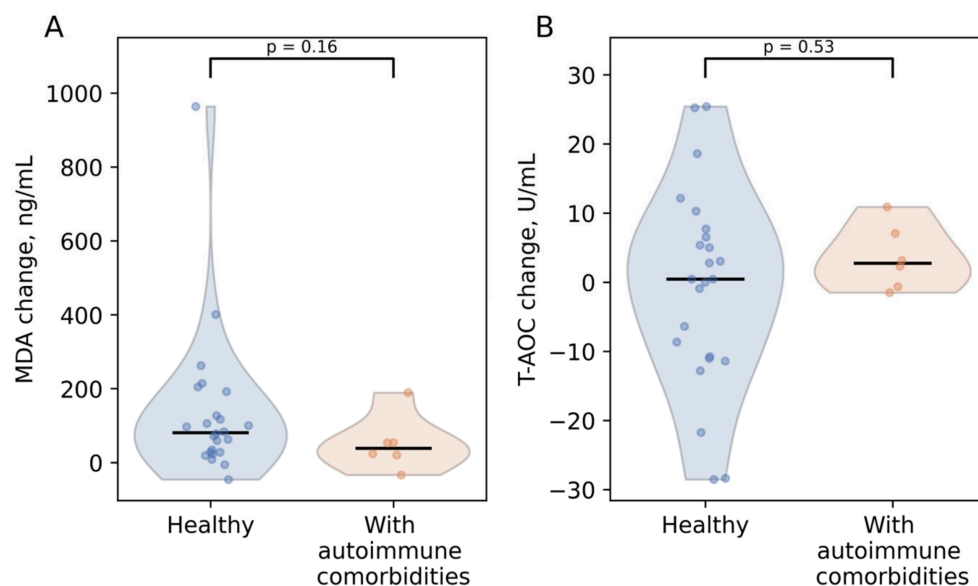 A
p = 0.16
MDA change, ng/mL
1000
800
600
400
200
0
Healthy
With
autoimmune
comorbidities
B
p = 0.53
T-AOC change, U/mL
30
20
10
0
−10
−20
−30
Healthy
With
autoimmune
comorbidities